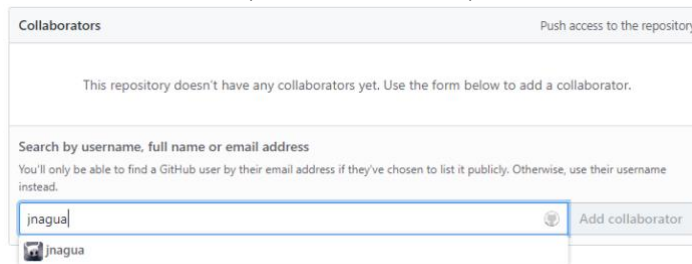 Collaborators Push access to the repository
This repository doesn't have any collaborators yet. Use the form below to add a collaborator.
Search by username, full name or email address
You'll only be able to find a GitHub user by their email address if they've chosen to list it publicly. Otherwise, use their username
instead.
jnagua Add collaborator
jnagua